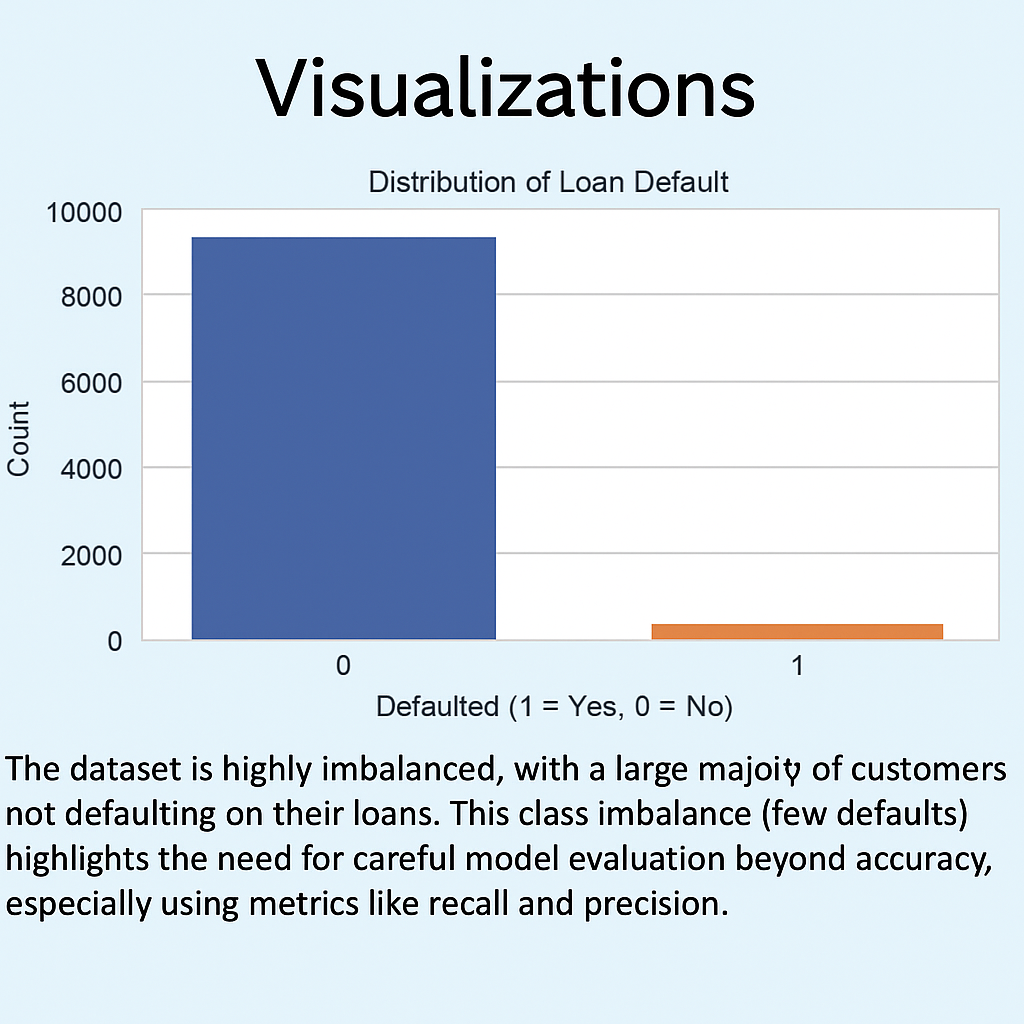 Visualizations
Distribution of Loan Default
10000
8000
6000
4000
2000
0
Count
0 1
Defaulted (1 = Yes, 0 = No)
The dataset is highly imbalanced, with a large majoity of customers
not defaulting on their loans. This class imbalance (few defaults)
highlights the need for careful model evaluation beyond accuracy,
especially using metrics like recall and precision.